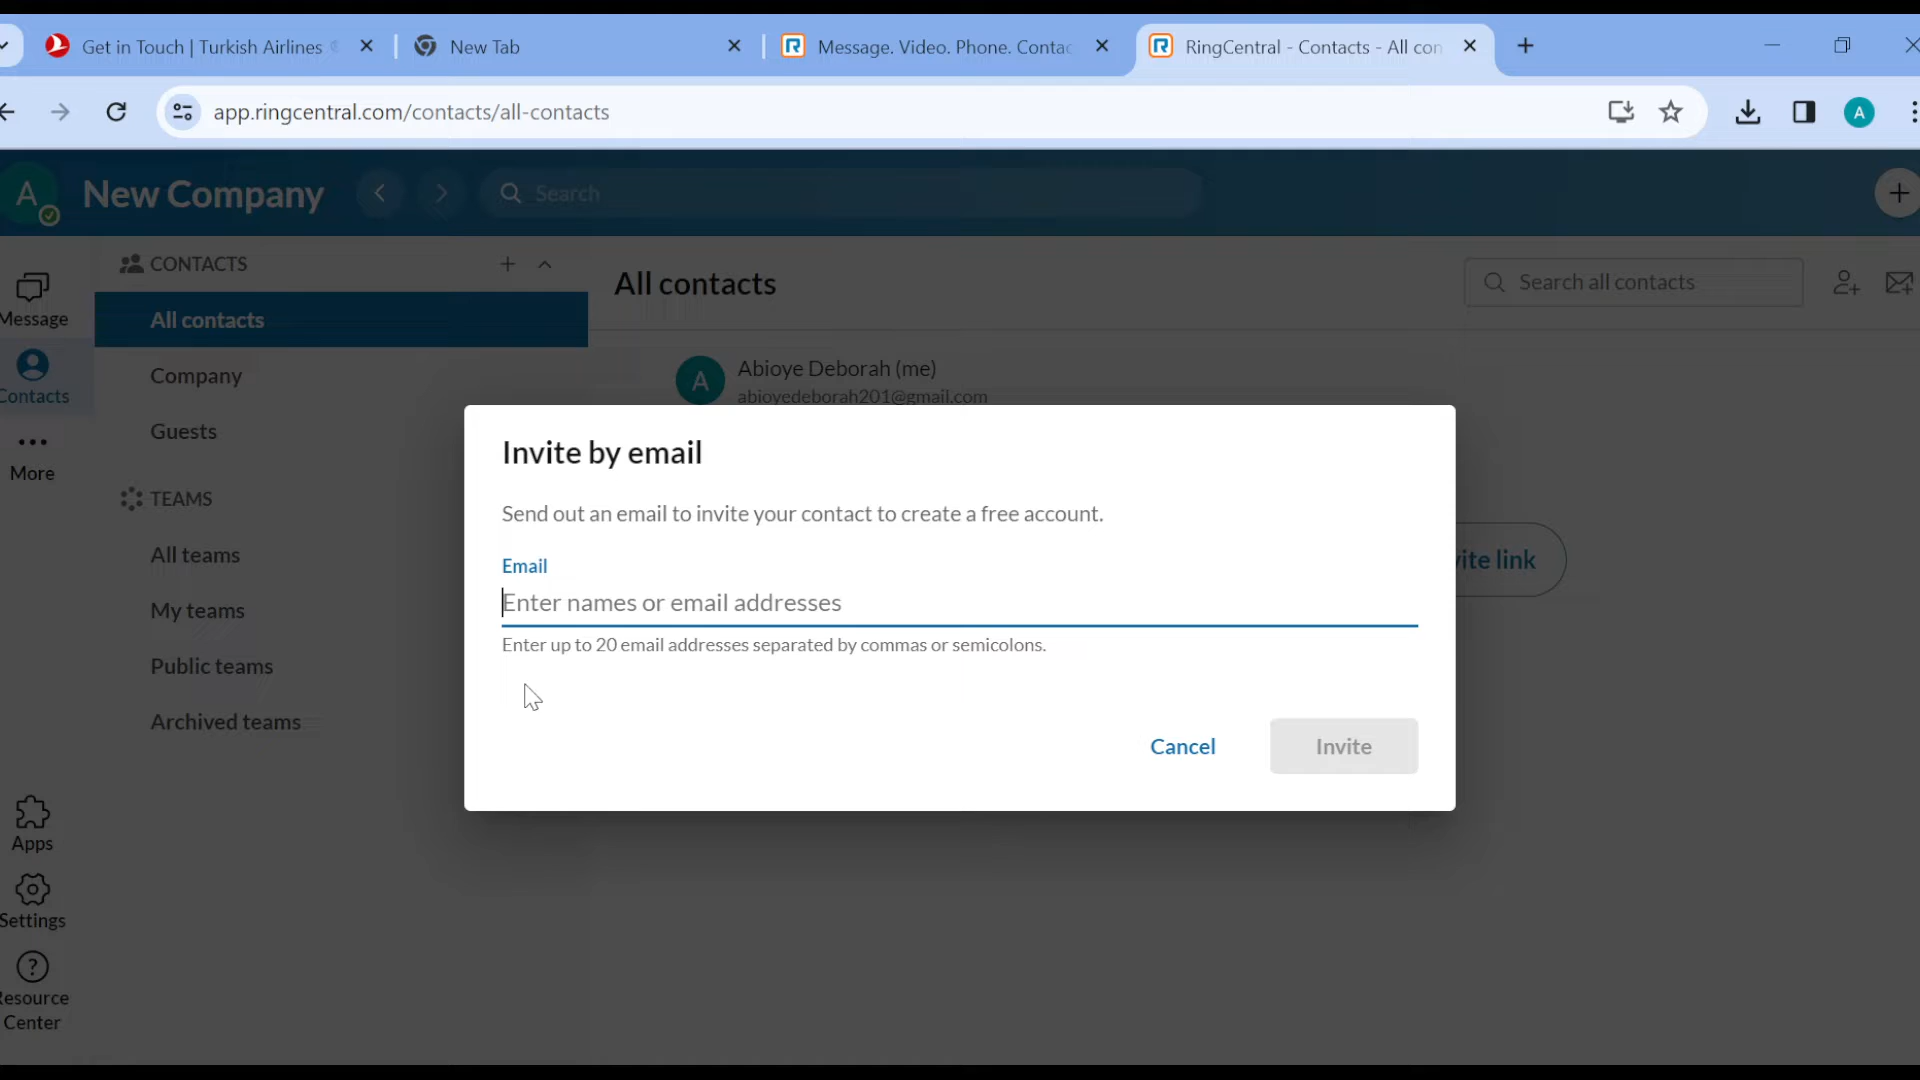 Get in Touch | Turkish Airlines
New Tab
Message. Video. Phone. Contac
RingCentral - Contacts - All con
app.ringcentral.com/contacts/all-contacts
A
A
New Company
Search
Message
Contacts
More
Apps
Settings
Resource
Center
CONTACTS
All contacts
Company
Guests
TEAMS
All teams
My teams
Public teams
Archived teams
All contacts
Search all contacts
A
Abioye Deborah (me)
abioyedeborah201@gmail.com
vite link
Invite by email
Send out an email to invite your contact to create a free account.
Email
Enter names or email addresses
Enter up to 20 email addresses separated by commas or semicolons.
Cancel
Invite